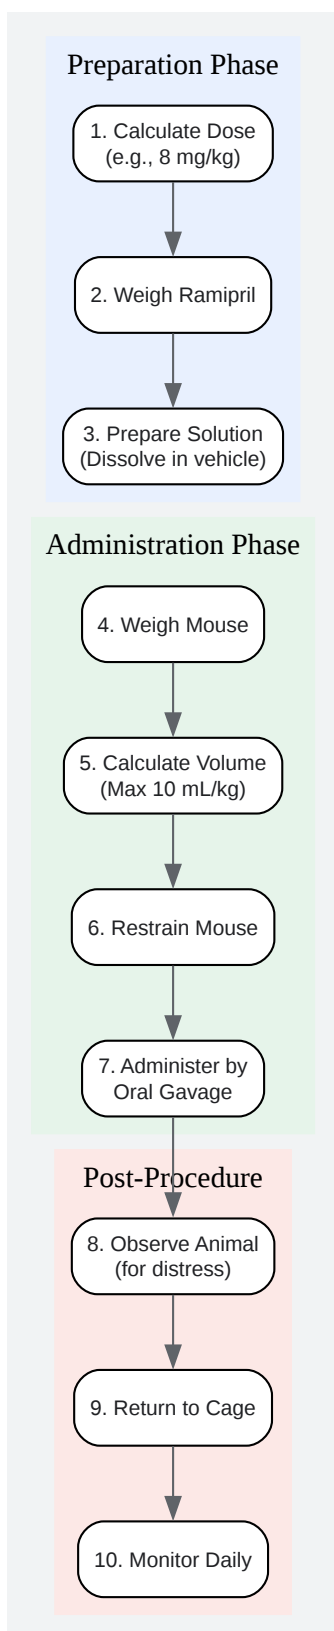 Preparation Phase
1. Calculate Dose
(e.g., 8 mg/kg)
2. Weigh Ramipril
3. Prepare Solution
(Dissolve in vehicle)
Administration Phase
4. Weigh Mouse
5. Calculate Volume
(Max 10 mL/kg)
6. Restrain Mouse
7. Administer by
Oral Gavage
Post-Procedure
8. Observe Animal
(for distress)
9. Return to Cage
10. Monitor Daily